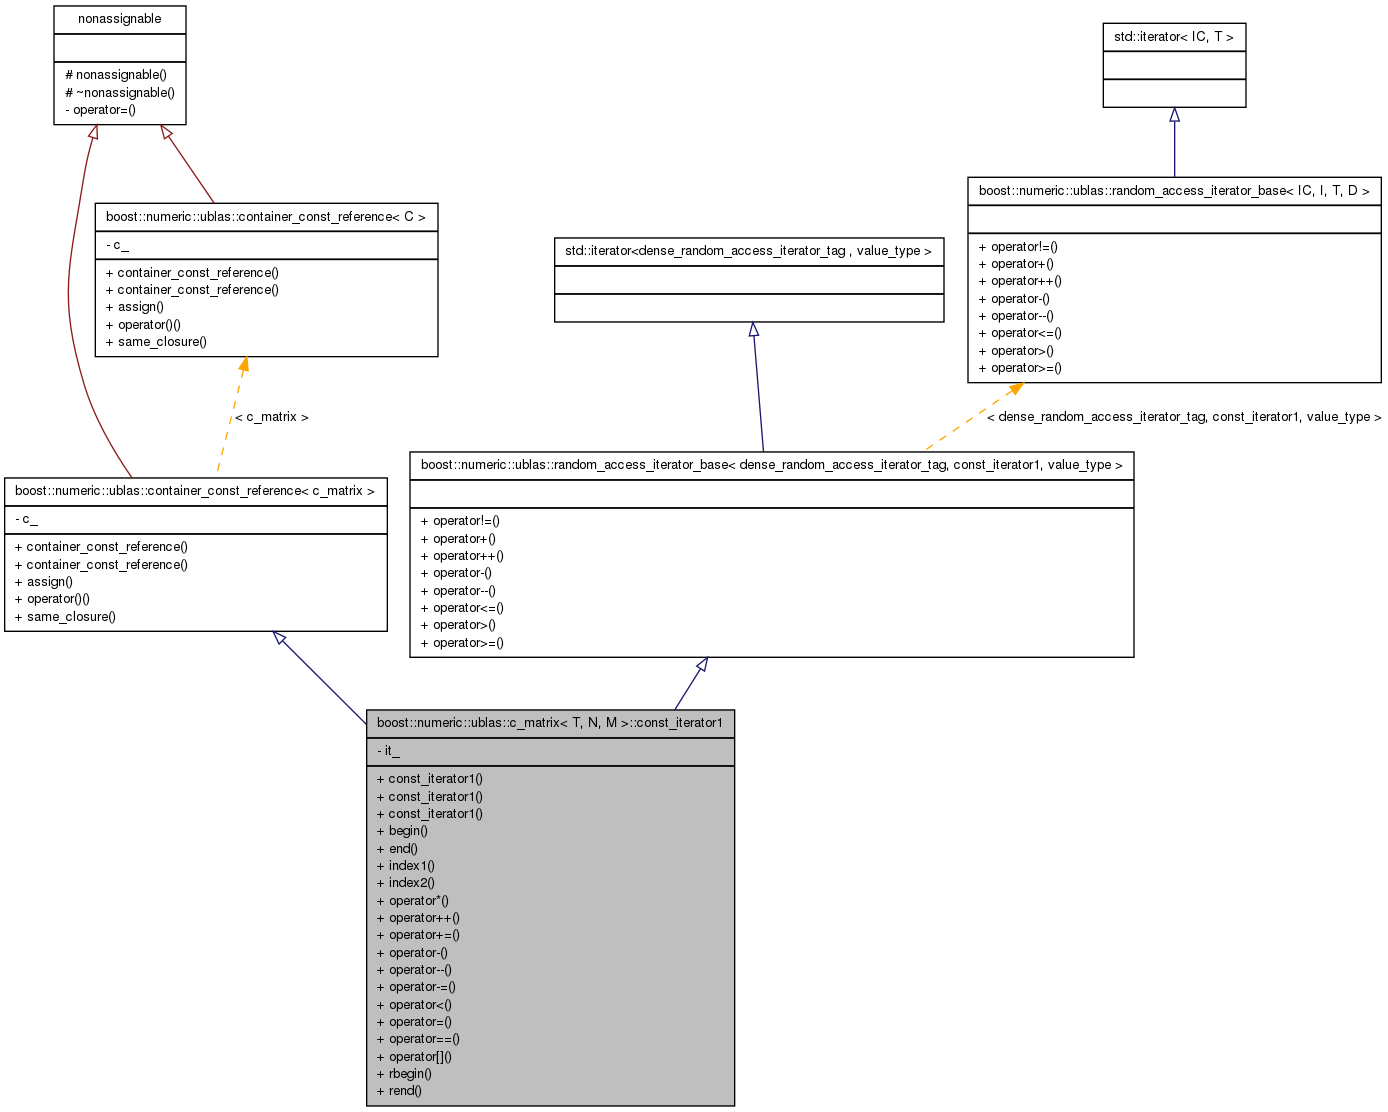 nonassignable
# nonassignable()
# ~nonassignable()
- operator=()
std::iterator< IC, T >
boost::numeric::ublas::random_access_iterator_base< IC, I, T, D >
+ operator!=()
+ operator+()
+ operator++()
+ operator-()
+ operator--()
+ operator<=()
+ operator>()
+ operator>=()
boost::numeric::ublas::container_const_reference< C >
- c_
+ container_const_reference()
+ container_const_reference()
+ assign()
+ operator()()
+ same_closure()
std::iterator<dense_random_access_iterator_tag , value_type >
< c_matrix >
< dense_random_access_iterator_tag, const_iterator1, value_type >
boost::numeric::ublas::container_const_reference< c_matrix >
- c_
+ container_const_reference()
+ container_const_reference()
+ assign()
+ operator()()
+ same_closure()
boost::numeric::ublas::random_access_iterator_base< dense_random_access_iterator_tag, const_iterator1, value_type >
+ operator!=()
+ operator+()
+ operator++()
+ operator-()
+ operator--()
+ operator<=()
+ operator>()
+ operator>=()
boost::numeric::ublas::c_matrix< T, N, M >::const_iterator1
- it_
+ const_iterator1()
+ const_iterator1()
+ const_iterator1()
+ begin()
+ end()
+ index1()
+ index2()
+ operator*()
+ operator++()
+ operator+=()
+ operator-()
+ operator--()
+ operator-=()
+ operator<()
+ operator=()
+ operator==()
+ operator[]()
+ rbegin()
+ rend()